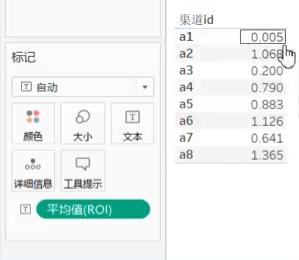 标记
自动
颜色
大小
文本
详细信息
工具提示
平均值(ROI)
渠道id
a1 0.005
a2 1.068
a3 0.200
a4 0.790
a5 0.883
a6 1.126
a7 0.641
a8 1.365